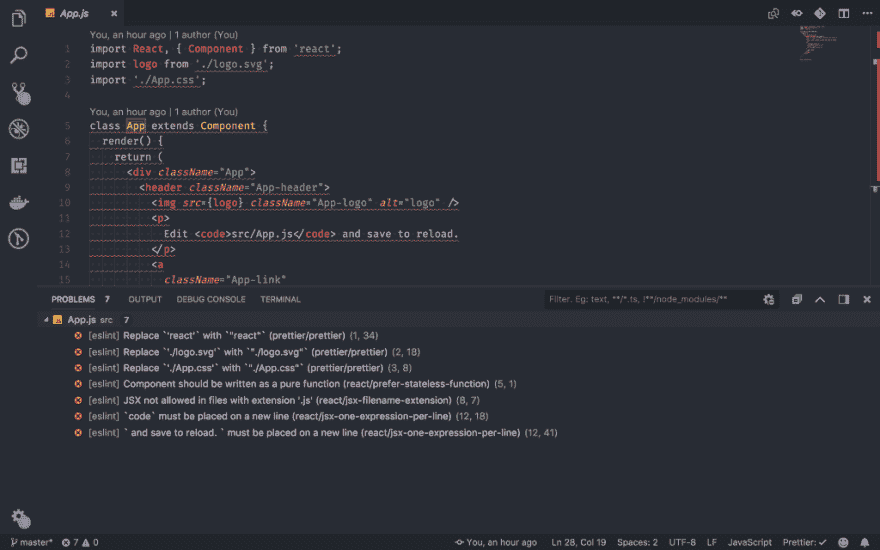 App.js
You, an hour ago | 1 author (You)
1 import React, { Component } from 'react';
2 import logo from './logo.svg';
3 import './App.css';
4
You, an hour ago | 1 author (You)
5 class App extends Component {
6 render() {
7 return (
8 <div className="App">
9 <header className="App-header">
10 <img src={logo} className="App-logo" alt="logo" />
11 <p>
12 Edit <code>src/App.js</code> and save to reload.
13 </p>
14 <a
15 className="App-link"
PROBLEMS 7 OUTPUT DEBUG CONSOLE TERMINAL Filter. Eg: text, **/*.ts, !**/node_modules/**
App.js src 7
[eslint] Replace `'react'` with `"react"` (prettier/prettier) (1, 34)
[eslint] Replace `'./logo.svg'` with `"./logo.svg"` (prettier/prettier) (2, 18)
[eslint] Replace `'./App.css'` with `"./App.css"` (prettier/prettier) (3, 8)
[eslint] Component should be written as a pure function (react/prefer-stateless-function) (5, 1)
[eslint] JSX not allowed in files with extension '.js' (react/jsx-filename-extension) (8, 7)
[eslint] `code` must be placed on a new line (react/jsx-one-expression-per-line) (12, 18)
[eslint] ` and save to reload. ` must be placed on a new line (react/jsx-one-expression-per-line) (12, 41)
master* 7 0 You, an hour ago Ln 28, Col 19 Spaces: 2 UTF-8 LF JavaScript Prettier: ✓